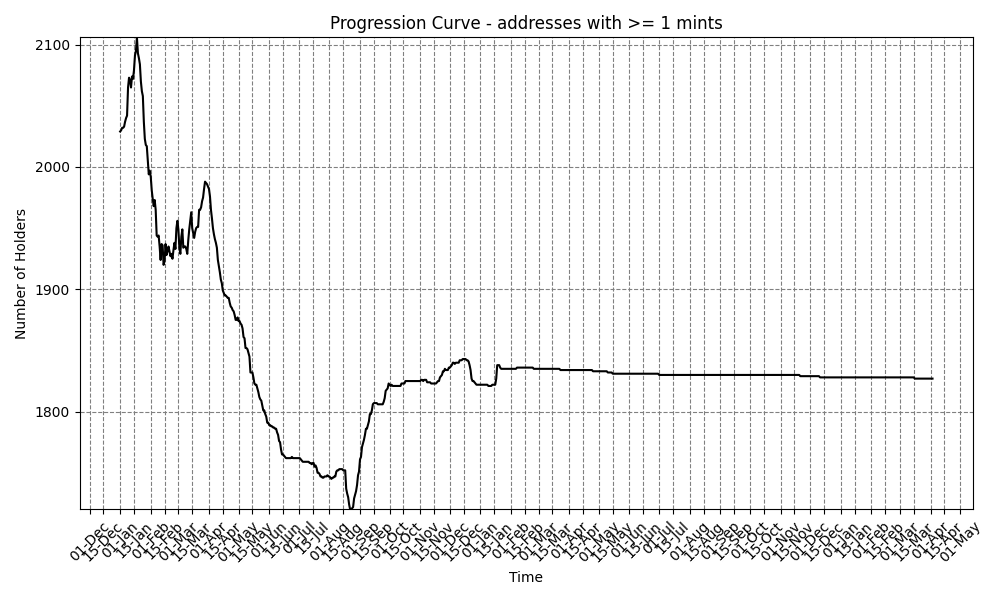 Progression Curve - addresses with >= 1 mints
Number of Holders
2100
2000
1900
1800
01-Dec
15-Dec
01-Jan
15-Jan
01-Feb
15-Feb
01-Mar
15-Mar
01-Apr
15-Apr
01-May
15-May
01-Jun
15-Jun
01-Jul
15-Jul
01-Aug
15-Aug
01-Sep
15-Sep
01-Oct
15-Oct
01-Nov
15-Nov
01-Dec
15-Dec
01-Jan
15-Jan
01-Feb
15-Feb
01-Mar
15-Mar
01-Apr
15-Apr
01-May
15-May
01-Jun
15-Jun
01-Jul
15-Jul
01-Aug
15-Aug
01-Sep
15-Sep
01-Oct
15-Oct
01-Nov
15-Nov
01-Dec
15-Dec
01-Jan
15-Jan
01-Feb
15-Feb
01-Mar
15-Mar
01-Apr
15-Apr
01-May
Time